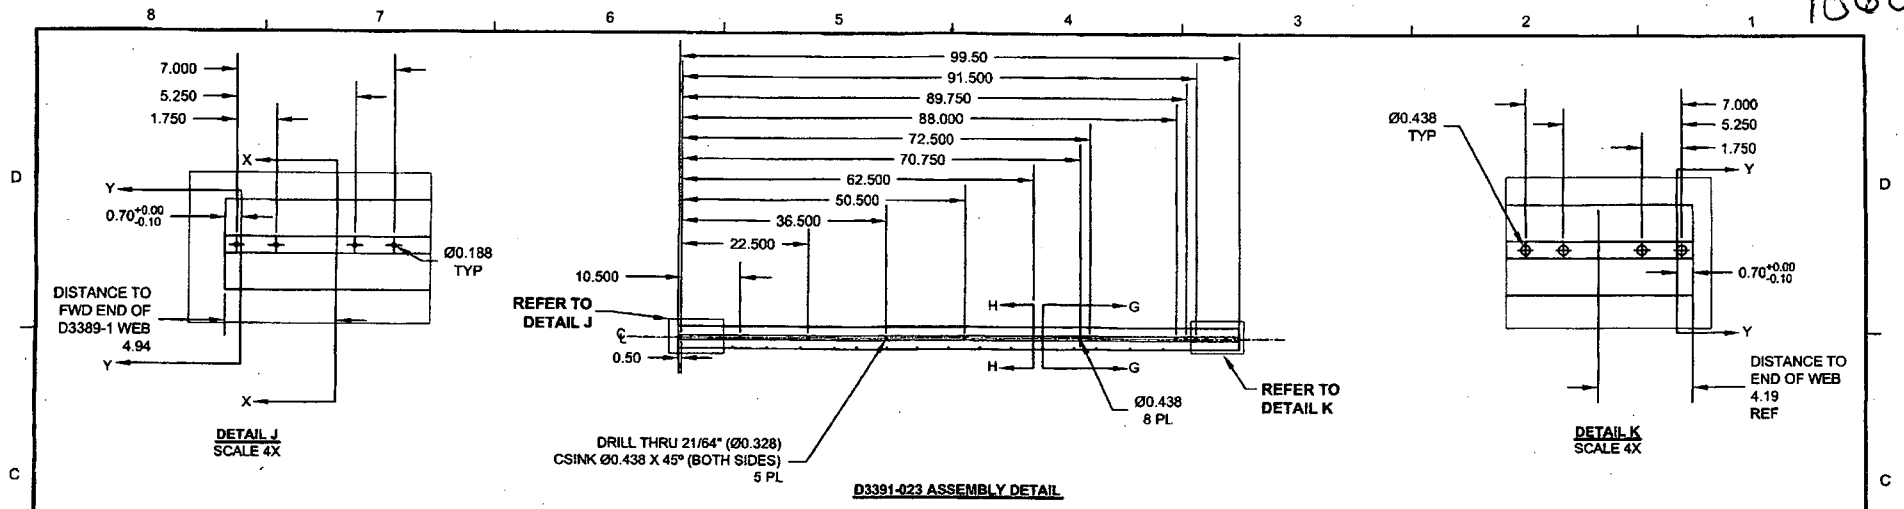 8 7 6 5 4 3 2 1
D
C
7.000
5.250
1.750
X
Y
0.70 +0.00 -0.10
Ø0.188
TYP
DISTANCE TO
FWD END OF
D3389-1 WEB
4.94
Y
X
DETAIL J
SCALE 4X
99.50
91.500
89.750
88.000
72.500
70.750
62.500
50.500
36.500
22.500
10.500
REFER TO
DETAIL J
0.50
H
G
H
G
REFER TO
DETAIL K
Ø0.438
8 PL
DRILL THRU 21/64" (Ø0.328)
CSINK Ø0.438 X 45° (BOTH SIDES)
5 PL
D3391-023 ASSEMBLY DETAIL
Ø0.438
TYP
7.000
5.250
1.750
Y
0.70 +0.00 -0.10
Y
DISTANCE TO
END OF WEB
4.19
REF
DETAIL K
SCALE 4X
D
C